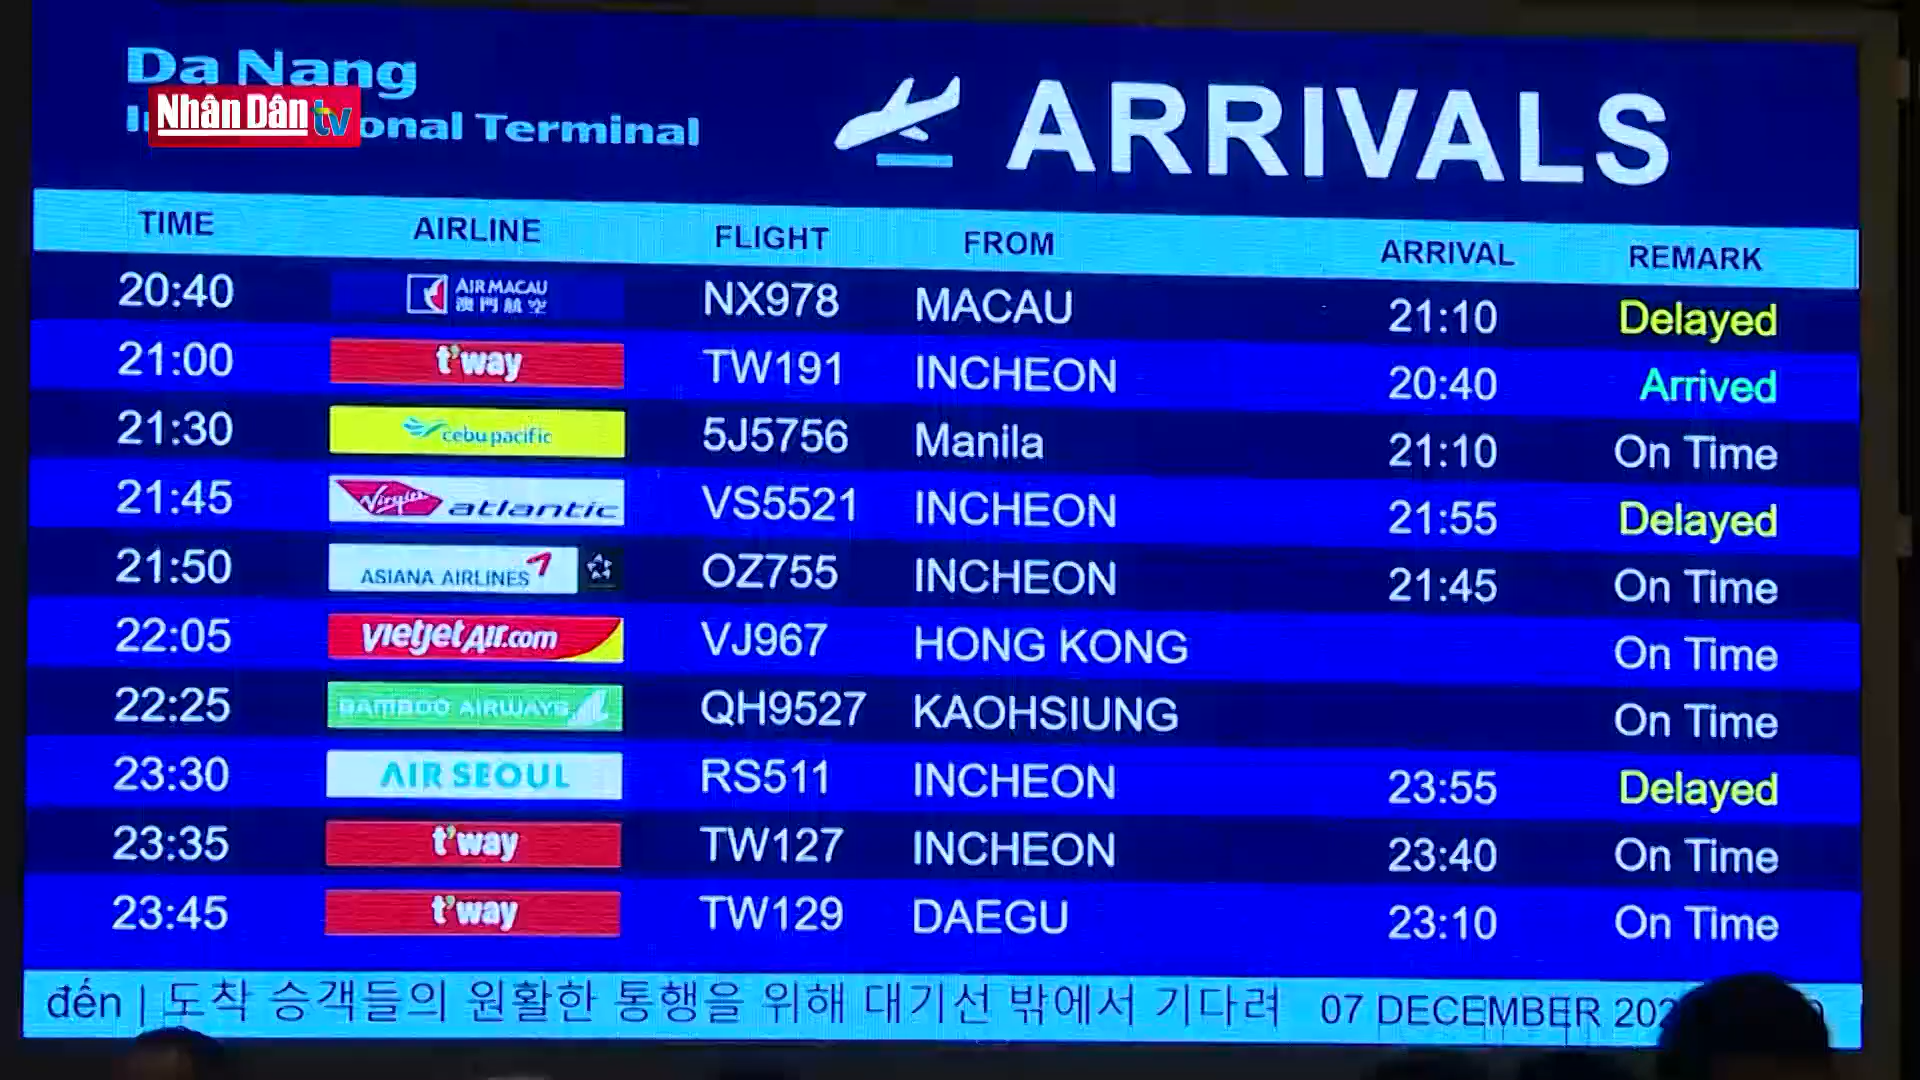 Da Nang
Nhân Dân tv
Terminal
ARRIVALS
TIME AIRLINE FLIGHT FROM ARRIVAL REMARK
20:40 AIR MACAU 澳門航空 NX978 MACAU 21:10 Delayed
21:00 t'way TW191 INCHEON 20:40 Arrived
21:30 cebu pacific 5J5756 Manila 21:10 On Time
21:45 Virgin atlantic VS5521 INCHEON 21:55 Delayed
21:50 ASIANA AIRLINES OZ755 INCHEON 21:45 On Time
22:05 VietjetAir.com VJ967 HONG KONG On Time
22:25 BAMBOO AIRWAYS QH9527 KAOHSIUNG On Time
23:30 AIR SEOUL RS511 INCHEON 23:55 Delayed
23:35 t'way TW127 INCHEON 23:40 On Time
23:45 t'way TW129 DAEGU 23:10 On Time
đến | 도착 승객들의 원활한 통행을 위해 대기선 밖에서 기다려 07 DECEMBER